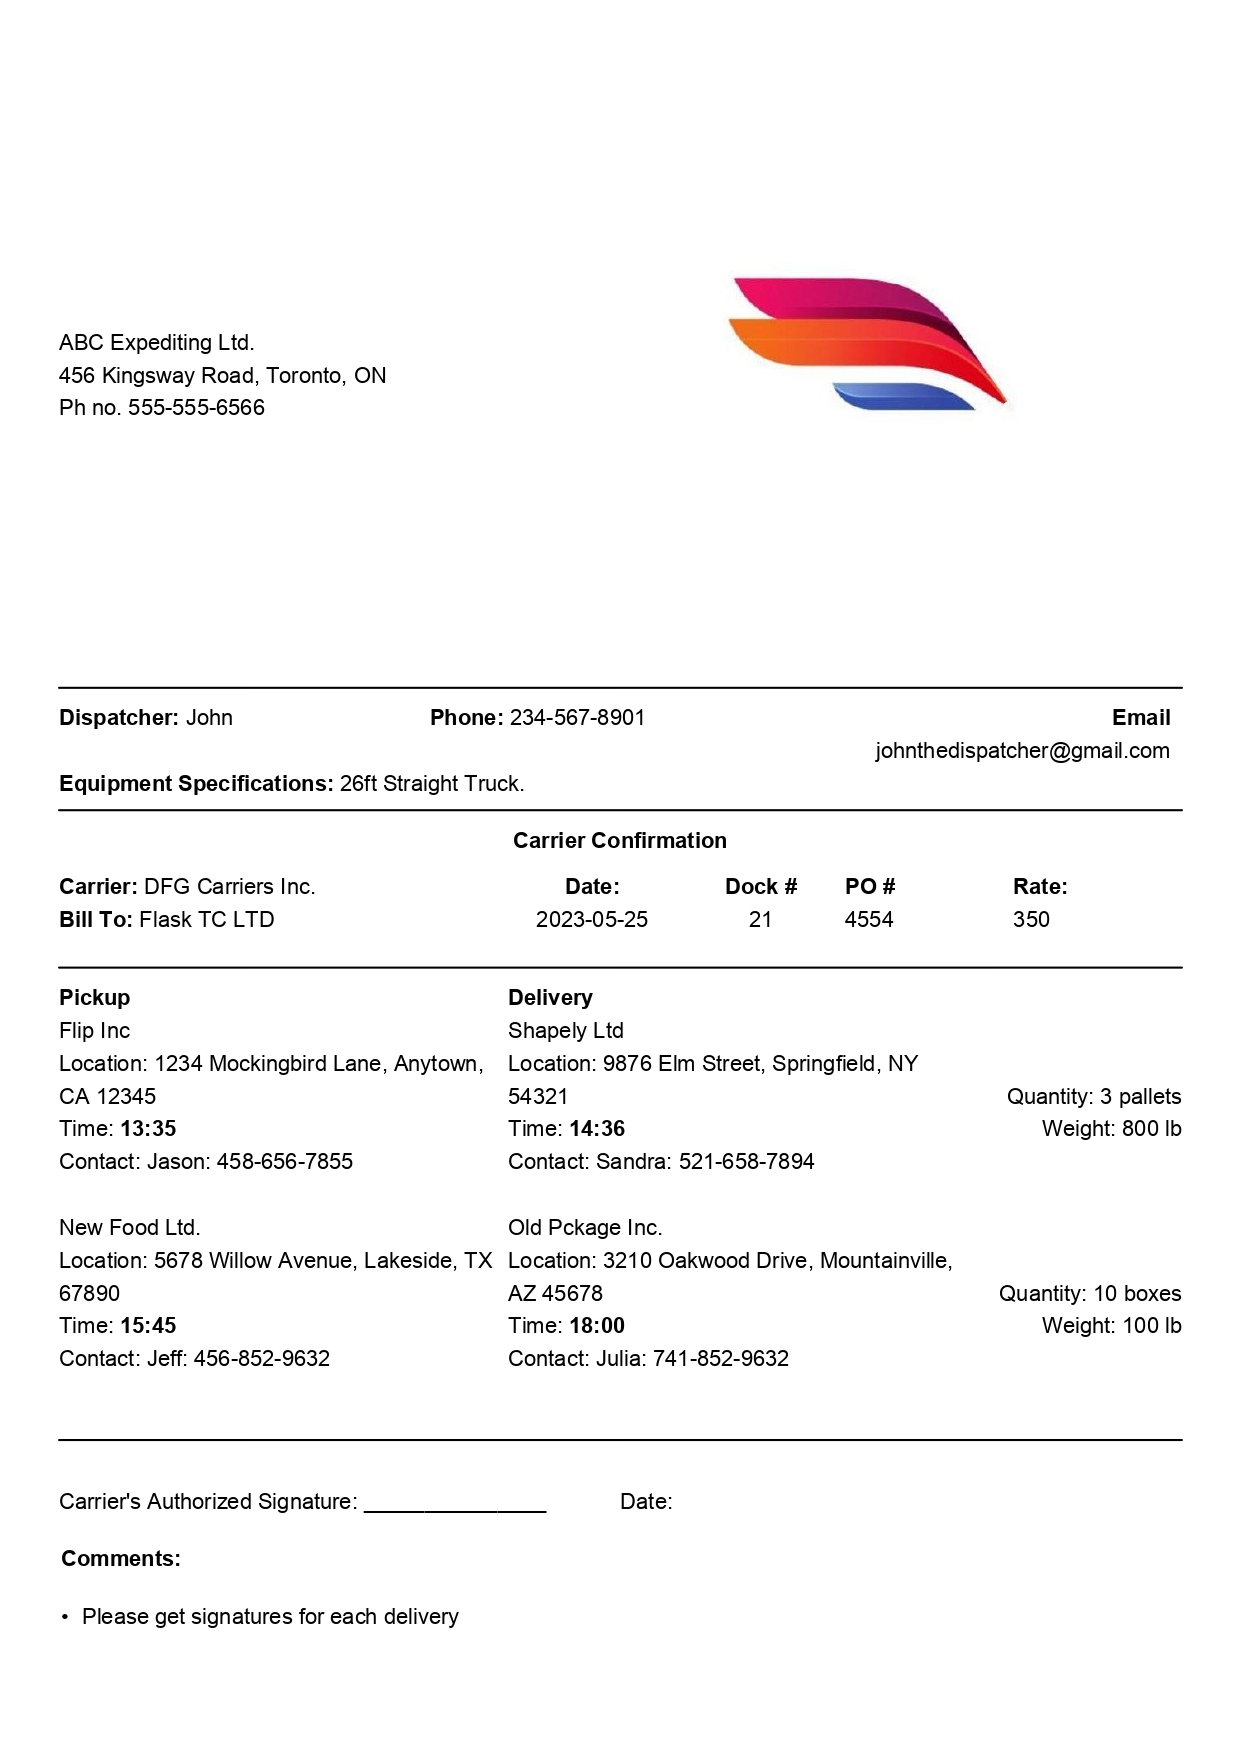 ABC Expediting Ltd.
456 Kingsway Road, Toronto, ON
Ph no. 555-555-6566
Dispatcher: John Phone: 234-567-8901 Email
johnthedispatcher@gmail.com
Equipment Specifications: 26ft Straight Truck.
Carrier Confirmation
Carrier: DFG Carriers Inc. Date: Dock # PO # Rate:
Bill To: Flask TC LTD 2023-05-25 21 4554 350
Pickup
Flip Inc
Location: 1234 Mockingbird Lane, Anytown,
CA 12345
Time: 13:35
Contact: Jason: 458-656-7855
Delivery
Shapely Ltd
Location: 9876 Elm Street, Springfield, NY
54321
Time: 14:36
Contact: Sandra: 521-658-7894
Quantity: 3 pallets
Weight: 800 lb
New Food Ltd.
Location: 5678 Willow Avenue, Lakeside, TX
67890
Time: 15:45
Contact: Jeff: 456-852-9632
Old Pckage Inc.
Location: 3210 Oakwood Drive, Mountainville,
AZ 45678
Time: 18:00
Contact: Julia: 741-852-9632
Quantity: 10 boxes
Weight: 100 lb
Carrier's Authorized Signature: _______________ Date:
Comments:
• Please get signatures for each delivery